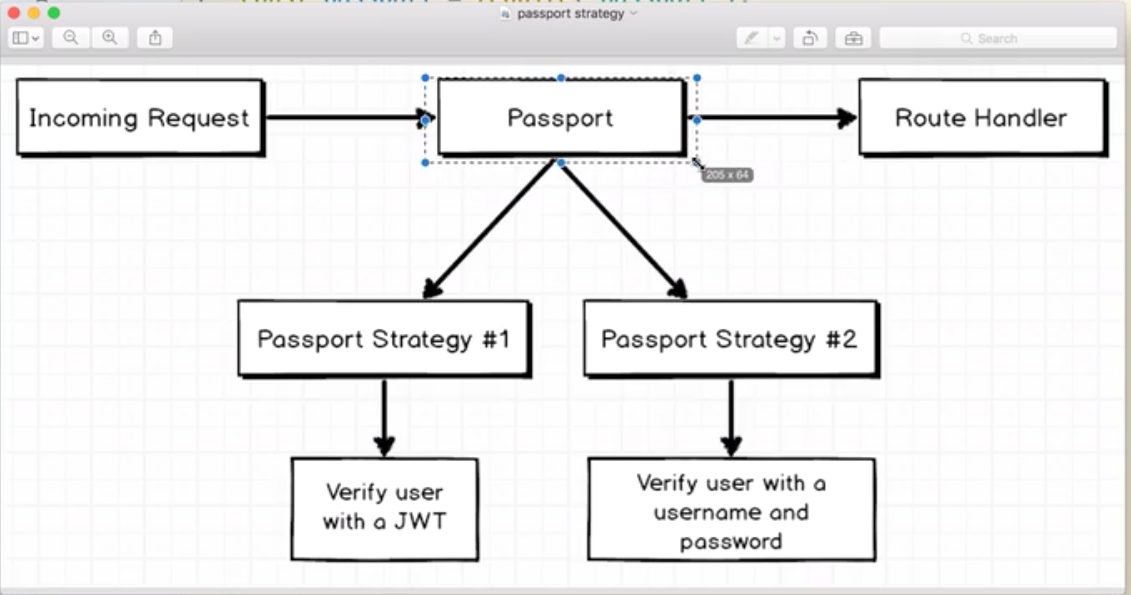 passport strategy
Search
Incoming Request
Passport
Route Handler
205 x 64
Passport Strategy #1
Passport Strategy #2
Verify user
with a JWT
Verify user with a
username and
password